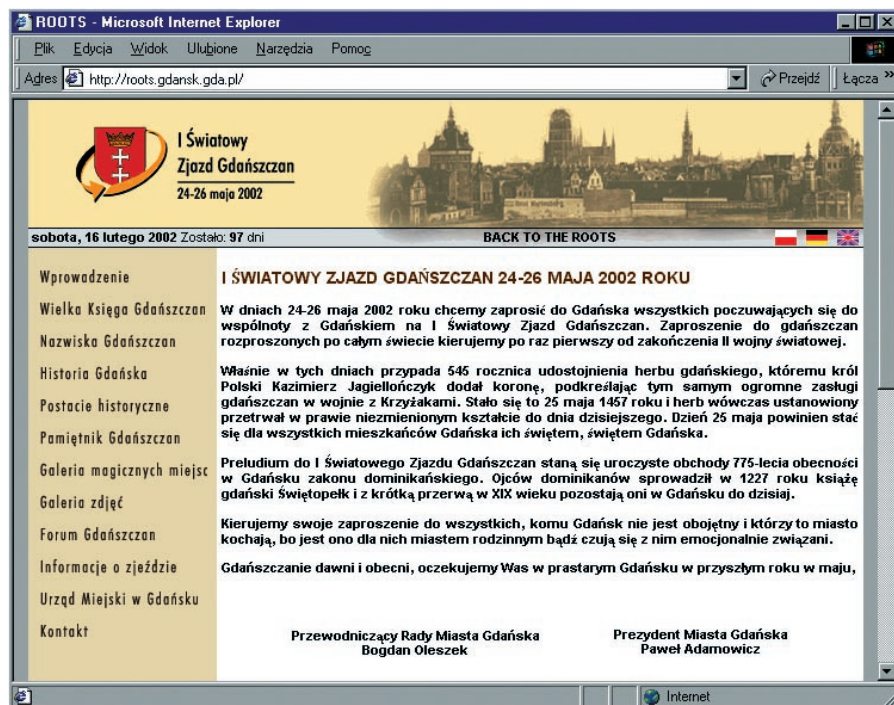 ROOTS - Microsoft Internet Explorer
Plik Edycja Widok Ulubione Narzędzia Pomoc
Adres http://roots.gdansk.gda.pl/ Przejdź Łącza »
I Światowy
Zjazd Gdańszczan
24-26 maja 2002
sobota, 16 lutego 2002 Zostało: 97 dni BACK TO THE ROOTS
Wprowadzenie
Wielka Księga Gdańszczan
Nazwiska Gdańszczan
Historia Gdańska
Postacie historyczne
Pamiętnik Gdańszczan
Galeria magicznych miejsc
Galeria zdjęć
Forum Gdańszczan
Informacje o zjeździe
Urząd Miejski w Gdańsku
Kontakt
I ŚWIATOWY ZJAZD GDAŃSZCZAN 24-26 MAJA 2002 ROKU
W dniach 24-26 maja 2002 roku chcemy zaprosić do Gdańska wszystkich poczuwających się do
wspólnoty z Gdańskiem na I Światowy Zjazd Gdańszczan. Zaproszenie do gdańszczan
rozproszonych po całym świecie kierujemy po raz pierwszy od zakończenia II wojny światowej.
Właśnie w tych dniach przypada 545 rocznica udostojnienia herbu gdańskiego, któremu król
Polski Kazimierz Jagiellończyk dodał koronę, podkreślając tym samym ogromne zasługi
gdańszczan w wojnie z Krzyżakami. Stało się to 25 maja 1457 roku i herb wówczas ustanowiony
przetrwał w prawie niezmienionym kształcie do dnia dzisiejszego. Dzień 25 maja powinien stać
się dla wszystkich mieszkańców Gdańska ich świętem, świętem Gdańska.
Preludium do I Światowego Zjazdu Gdańszczan staną się uroczyste obchody 775-lecia obecności
w Gdańsku zakonu dominikańskiego. Ojców dominikanów sprowadził w 1227 roku książę
gdański Świętopełk i z krótką przerwą w XIX wieku pozostają oni w Gdańsku do dzisiaj.
Kierujemy swoje zaproszenie do wszystkich, komu Gdańsk nie jest obojętny i którzy to miasto
kochają, bo jest ono dla nich miastem rodzinnym bądź czują się z nim emocjonalnie związani.
Gdańszczanie dawni i obecni, oczekujemy Was w prastarym Gdańsku w przyszłym roku w maju,
Przewodniczący Rady Miasta Gdańska
Bogdan Oleszek
Prezydent Miasta Gdańska
Paweł Adamowicz
Internet